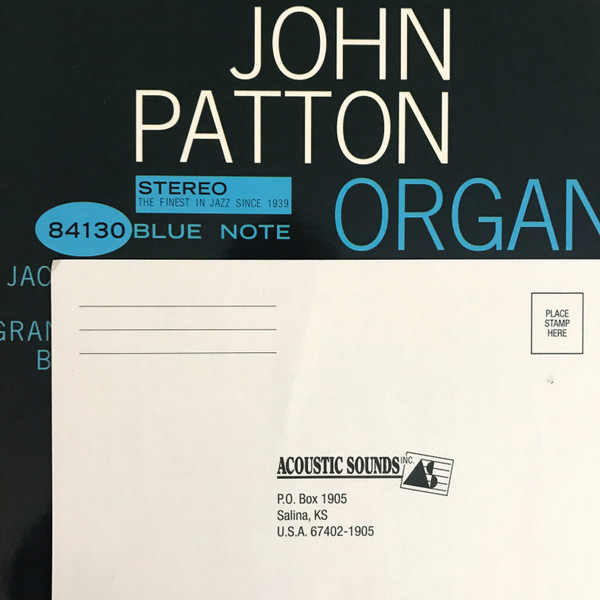 JOHN
PATTON
STEREO
THE FINEST IN JAZZ SINCE 1939
ORGAN
84130 BLUE NOTE
JAC
GRAN
B
PLACE
STAMP
HERE
ACOUSTIC SOUNDS INC.
AS
P.O. Box 1905
Salina, KS
U.S.A. 67402-1905